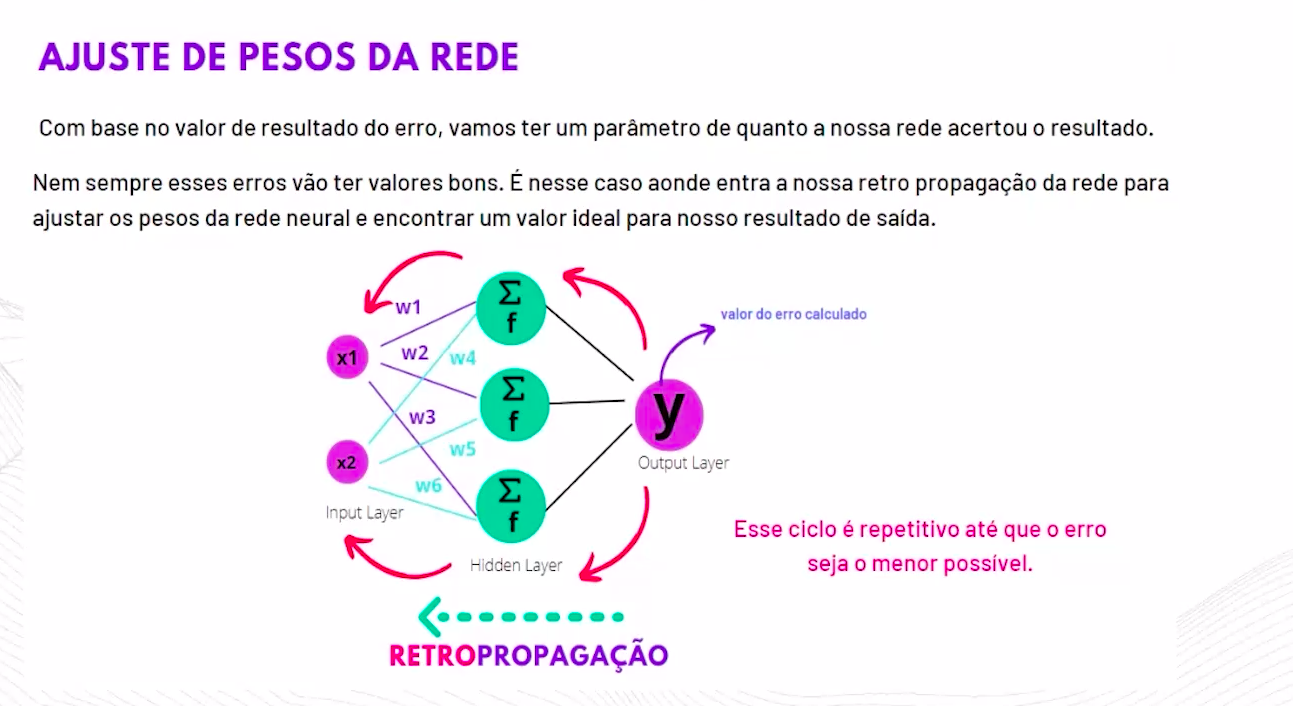 AJUSTE DE PESOS DA REDE
Com base no valor de resultado do erro, vamos ter um parâmetro de quanto a nossa rede acertou o resultado.
Nem sempre esses erros vão ter valores bons. É nesse caso aonde entra a nossa retro propagação da rede para
ajustar os pesos da rede neural e encontrar um valor ideal para nosso resultado de saída.
w1
Σ
f
valor do erro calculado
x1
w2
w4
Σ
f
w3
y
w5
x2
Output Layer
w6
Σ
f
Input Layer
Hidden Layer
Esse ciclo é repetitivo até que o erro
seja o menor possível.
RETROPROPAGAÇÃO